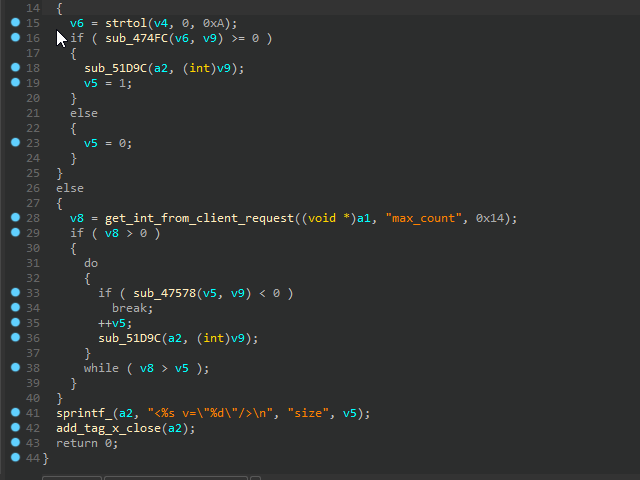 14 {
15 v6 = strtol(v4, 0, 0xA);
16 if ( sub_474FC(v6, v9) >= 0 )
17 {
18 sub_51D9C(a2, (int)v9);
19 v5 = 1;
20 }
21 else
22 {
23 v5 = 0;
24 }
25 }
26 else
27 {
28 v8 = get_int_from_client_request((void *)a1, "max_count", 0x14);
29 if ( v8 > 0 )
30 {
31 do
32 {
33 if ( sub_47578(v5, v9) < 0 )
34 break;
35 ++v5;
36 sub_51D9C(a2, (int)v9);
37 }
38 while ( v8 > v5 );
39 }
40 }
41 sprintf_(a2, "<%s v=\"%d\"/>\n", "size", v5);
42 add_tag_x_close(a2);
43 return 0;
44 }